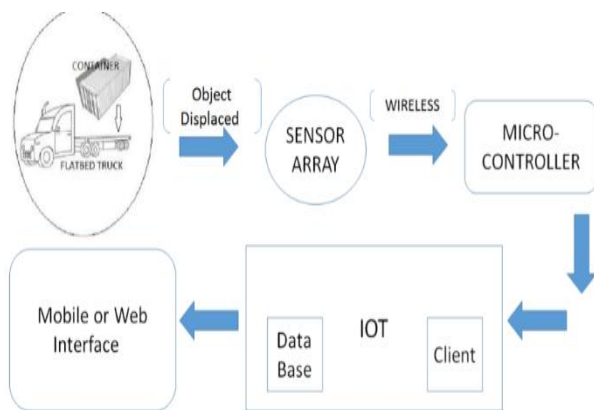 CONTAINER
FLATBED TRUCK
Object
Displaced
SENSOR
ARRAY
WIRELESS
MICRO-
CONTROLLER
Mobile or Web
Interface
Data
Base
IOT
Client